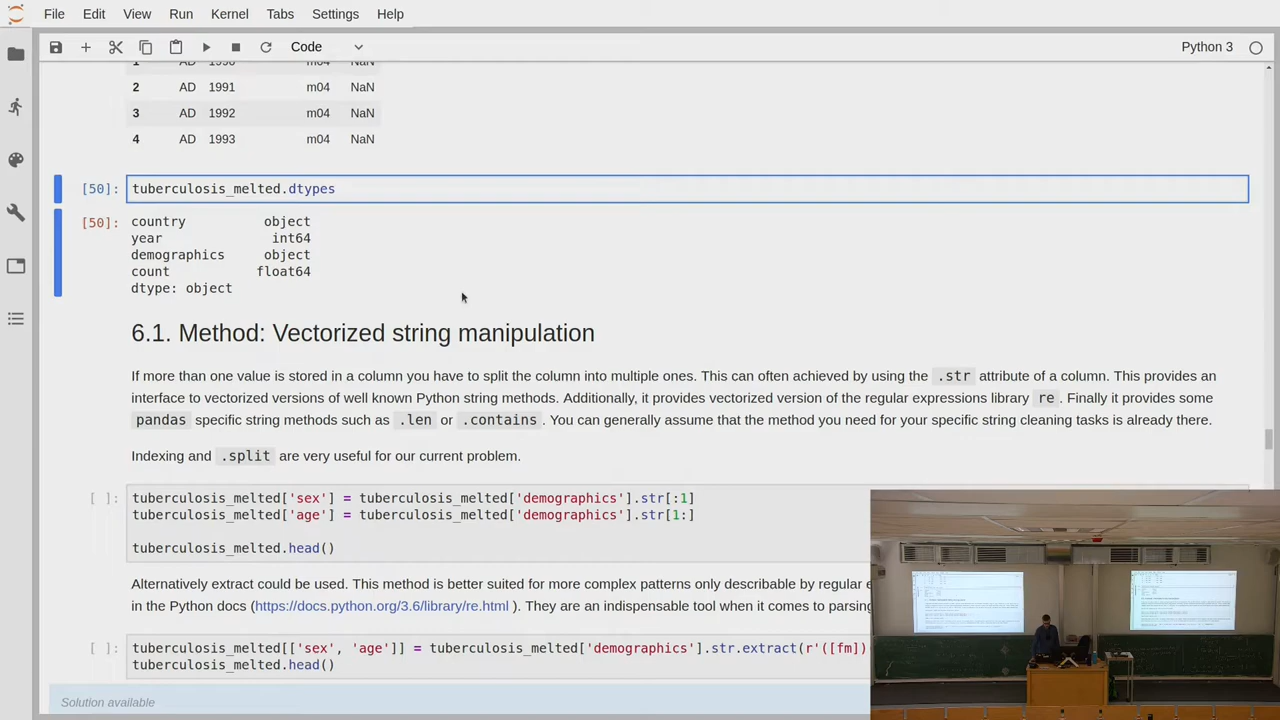 File Edit View Run Kernel Tabs Settings Help
Code
Python 3
1 AD 1990 m04 NaN
2 AD 1991 m04 NaN
3 AD 1992 m04 NaN
4 AD 1993 m04 NaN
[50]: tuberculosis_melted.dtypes
[50]: country object
year int64
demographics object
count float64
dtype: object
6.1. Method: Vectorized string manipulation
If more than one value is stored in a column you have to split the column into multiple ones. This can often achieved by using the .str attribute of a column. This provides an
interface to vectorized versions of well known Python string methods. Additionally, it provides vectorized version of the regular expressions library re. Finally it provides some
pandas specific string methods such as .len or .contains. You can generally assume that the method you need for your specific string cleaning tasks is already there.
Indexing and .split are very useful for our current problem.
[ ]: tuberculosis_melted['sex'] = tuberculosis_melted['demographics'].str[:1]
tuberculosis_melted['age'] = tuberculosis_melted['demographics'].str[1:]
tuberculosis_melted.head()
Alternatively extract could be used. This method is better suited for more complex patterns only describable by regular e
in the Python docs (https://docs.python.org/3.6/library/re.html ). They are an indispensable tool when it comes to parsing
[ ]: tuberculosis_melted[['sex', 'age']] = tuberculosis_melted['demographics'].str.extract(r'([fm])
tuberculosis_melted.head()
Solution available